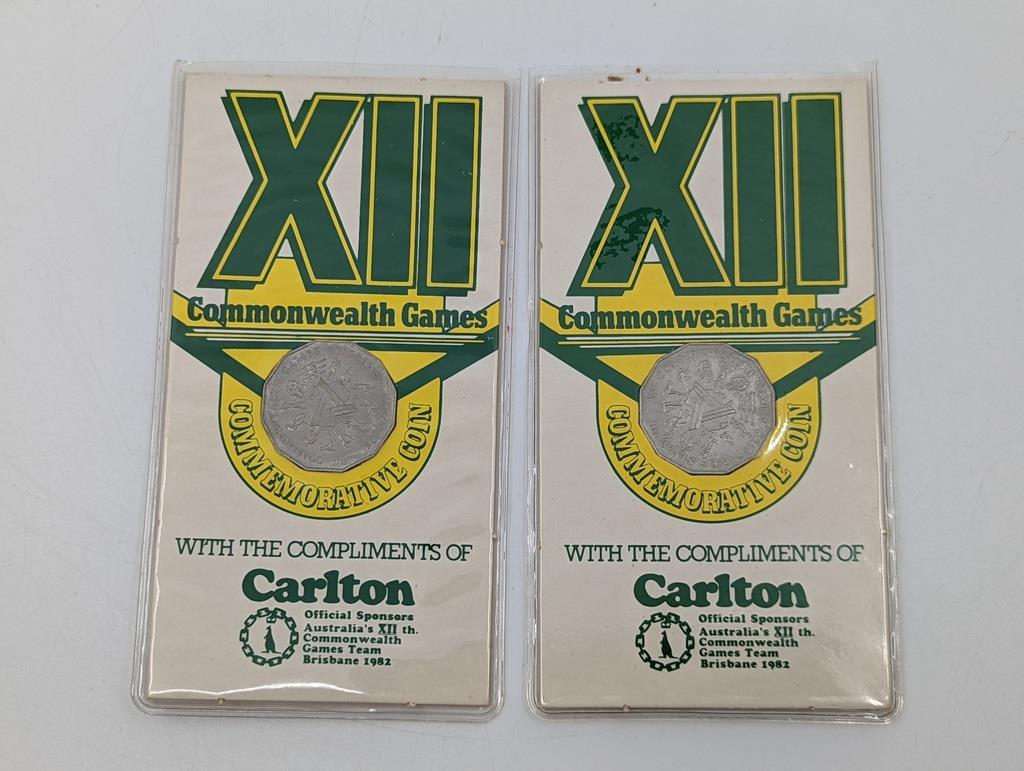 XII
Commonwealth Games
COMMEMORATIVE COIN
WITH THE COMPLIMENTS OF
Carlton
Official Sponsors
Australia's XII th.
Commonwealth
Games Team
Brisbane 1982
XII
Commonwealth Games
COMMEMORATIVE COIN
WITH THE COMPLIMENTS OF
Carlton
Official Sponsors
Australia's XII th.
Commonwealth
Games Team
Brisbane 1982